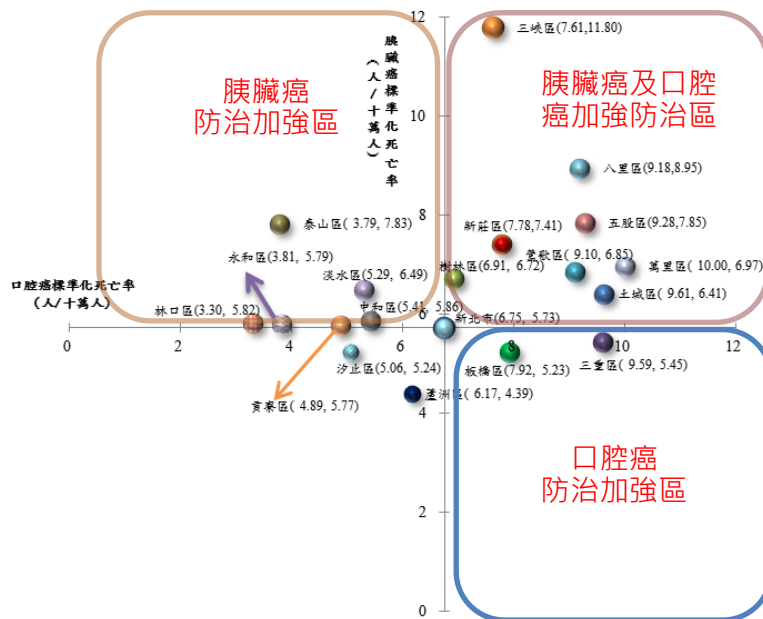 12
胰臟癌標準化死亡率
(人/十萬人)
三峽區(7.61,11.80)
胰臟癌
防治加強區
胰臟癌及口腔
癌加強防治區
10
八里區(9.18,8.95)
8
泰山區( 3.79, 7.83)
新莊區(7.78,7.41)
五股區(9.28,7.85)
永和區(3.81, 5.79)
鶯歌區( 9.10, 6.85)
淡水區(5.29, 6.49)
樹林區(6.91, 6.72)
萬里區( 10.00, 6.97)
口腔癌標準化死亡率
(人/十萬人)
林口區(3.30, 5.82)
中和區(5.41, 5.86)
土城區( 9.61, 6.41)
6
新北市(6.75, 5.73)
0
2
4
6
8
10
12
汐止區(5.06, 5.24)
板橋區(7.92, 5.23)
三重區( 9.59, 5.45)
貢寮區( 4.89, 5.77)
蘆洲區( 6.17, 4.39)
4
口腔癌
防治加強區
2
0